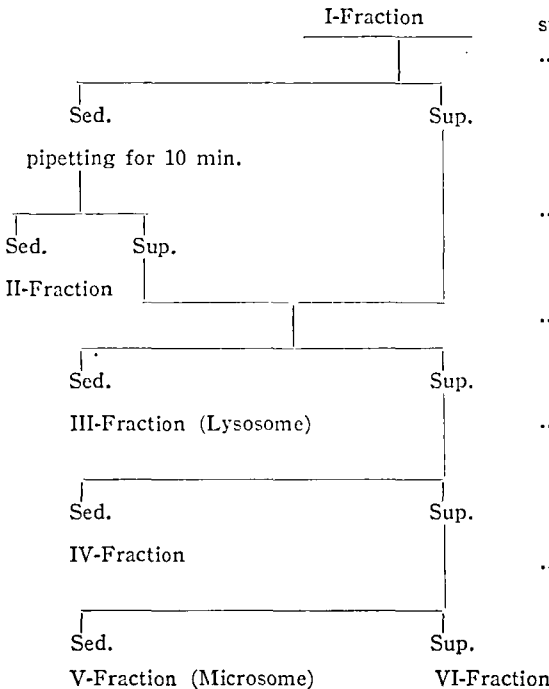 I-Fraction
Sed. Sup.
pipetting for 10 min.
Sed. Sup.
II-Fraction
Sed. Sup.
III-Fraction (Lysosome)
Sed. Sup.
IV-Fraction
Sed. Sup.
V-Fraction (Microsome) VI-Fraction